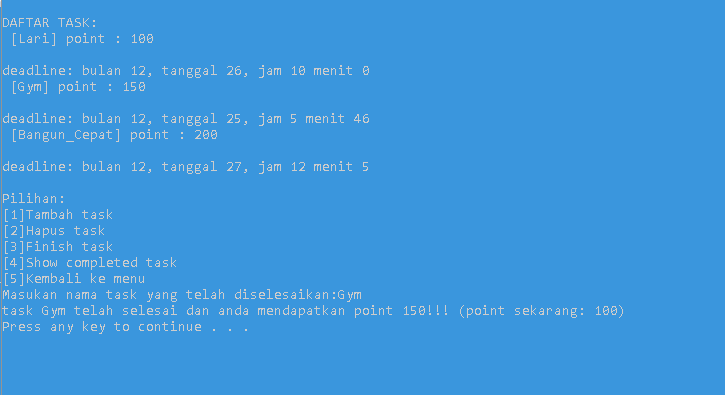 DAFTAR TASK:
[Lari] point : 100
deadline: bulan 12, tanggal 26, jam 10 menit 0
[Gym] point : 150
deadline: bulan 12, tanggal 25, jam 5 menit 46
[Bangun_Cepat] point : 200
deadline: bulan 12, tanggal 27, jam 12 menit 5
Pilihan:
[1]Tambah task
[2]Hapus task
[3]Finish task
[4]Show completed task
[5]Kembali ke menu
Masukan nama task yang telah diselesaikan:Gym
task Gym telah selesai dan anda mendapatkan point 150!!! (point sekarang: 100)
Press any key to continue . . .